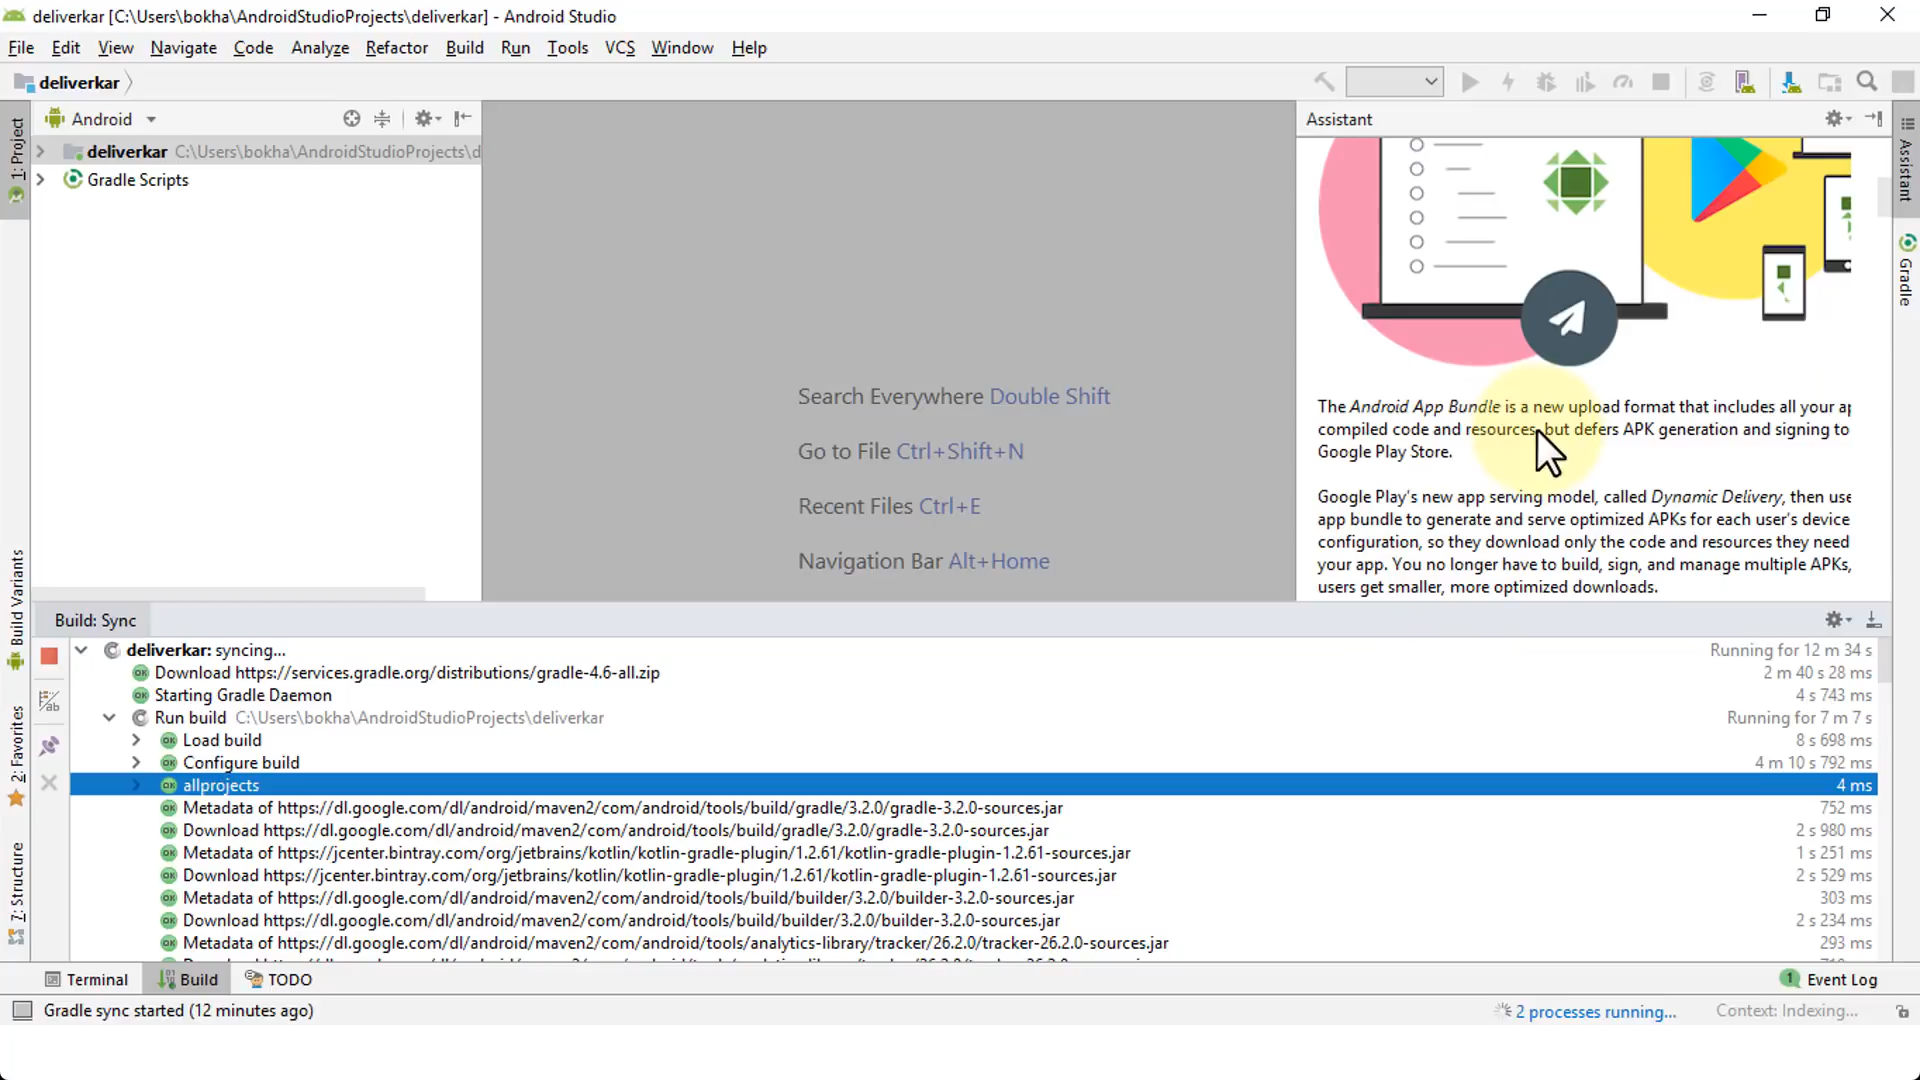 deliverkar [C:\Users\bokha\AndroidStudioProjects\deliverkar] - Android Studio
File Edit View Navigate Code Analyze Refactor Build Run Tools VCS Window Help
deliverkar
Android
Assistant
1: Project
deliverkar C:\Users\bokha\AndroidStudioProjects\d
Gradle Scripts
Assistant
Gradle
Search Everywhere Double Shift
Go to File Ctrl+Shift+N
Recent Files Ctrl+E
Navigation Bar Alt+Home
The Android App Bundle is a new upload format that includes all your ap
compiled code and resources, but defers APK generation and signing to
Google Play Store.
Google Play's new app serving model, called Dynamic Delivery, then use
app bundle to generate and serve optimized APKs for each user's device
configuration, so they download only the code and resources they need
your app. You no longer have to build, sign, and manage multiple APKs,
users get smaller, more optimized downloads.
Build Variants
2: Favorites
7: Structure
Build: Sync
deliverkar: syncing... Running for 12 m 34 s
Download https://services.gradle.org/distributions/gradle-4.6-all.zip 2 m 40 s 28 ms
Starting Gradle Daemon 4 s 743 ms
Run build C:\Users\bokha\AndroidStudioProjects\deliverkar Running for 7 m 7 s
Load build 8 s 698 ms
Configure build 4 m 10 s 792 ms
allprojects 4 ms
Metadata of https://dl.google.com/dl/android/maven2/com/android/tools/build/gradle/3.2.0/gradle-3.2.0-sources.jar 752 ms
Download https://dl.google.com/dl/android/maven2/com/android/tools/build/gradle/3.2.0/gradle-3.2.0-sources.jar 2 s 980 ms
Metadata of https://jcenter.bintray.com/org/jetbrains/kotlin/kotlin-gradle-plugin/1.2.61/kotlin-gradle-plugin-1.2.61-sources.jar 1 s 251 ms
Download https://jcenter.bintray.com/org/jetbrains/kotlin/kotlin-gradle-plugin/1.2.61/kotlin-gradle-plugin-1.2.61-sources.jar 2 s 529 ms
Metadata of https://dl.google.com/dl/android/maven2/com/android/tools/build/builder/3.2.0/builder-3.2.0-sources.jar 303 ms
Download https://dl.google.com/dl/android/maven2/com/android/tools/build/builder/3.2.0/builder-3.2.0-sources.jar 2 s 234 ms
Metadata of https://dl.google.com/dl/android/maven2/com/android/tools/analytics-library/tracker/26.2.0/tracker-26.2.0-sources.jar 293 ms
Terminal Build TODO 1 Event Log
Gradle sync started (12 minutes ago) 2 processes running... Context: Indexing...